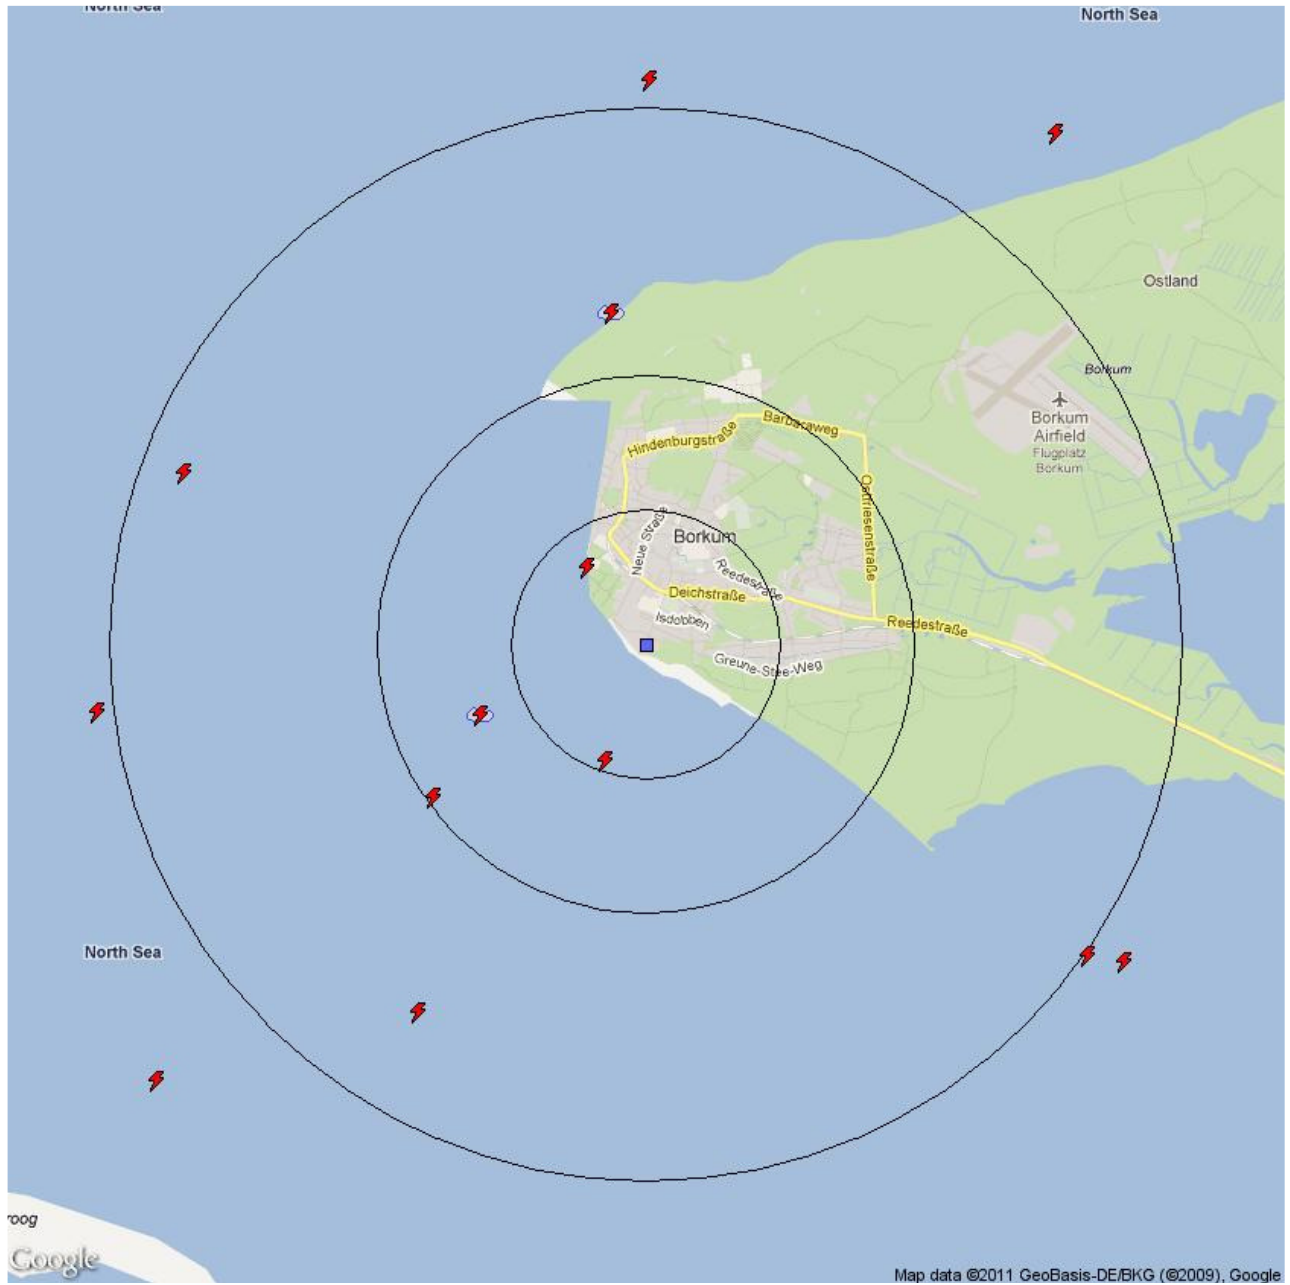 North Sea
North Sea
Ostland
Borkum
Borkum
Airfield
Flugplatz
Borkum
Barbaraweg
Hindenburgstraße
Ostfriesenstraße
Neue Straße
Borkum
Reedestraße
Deichstraße
Isdobben
Reedestraße
Greune-Stee-Weg
North Sea
roog
Google
Map data ©2011 GeoBasis-DE/BKG (©2009), Google